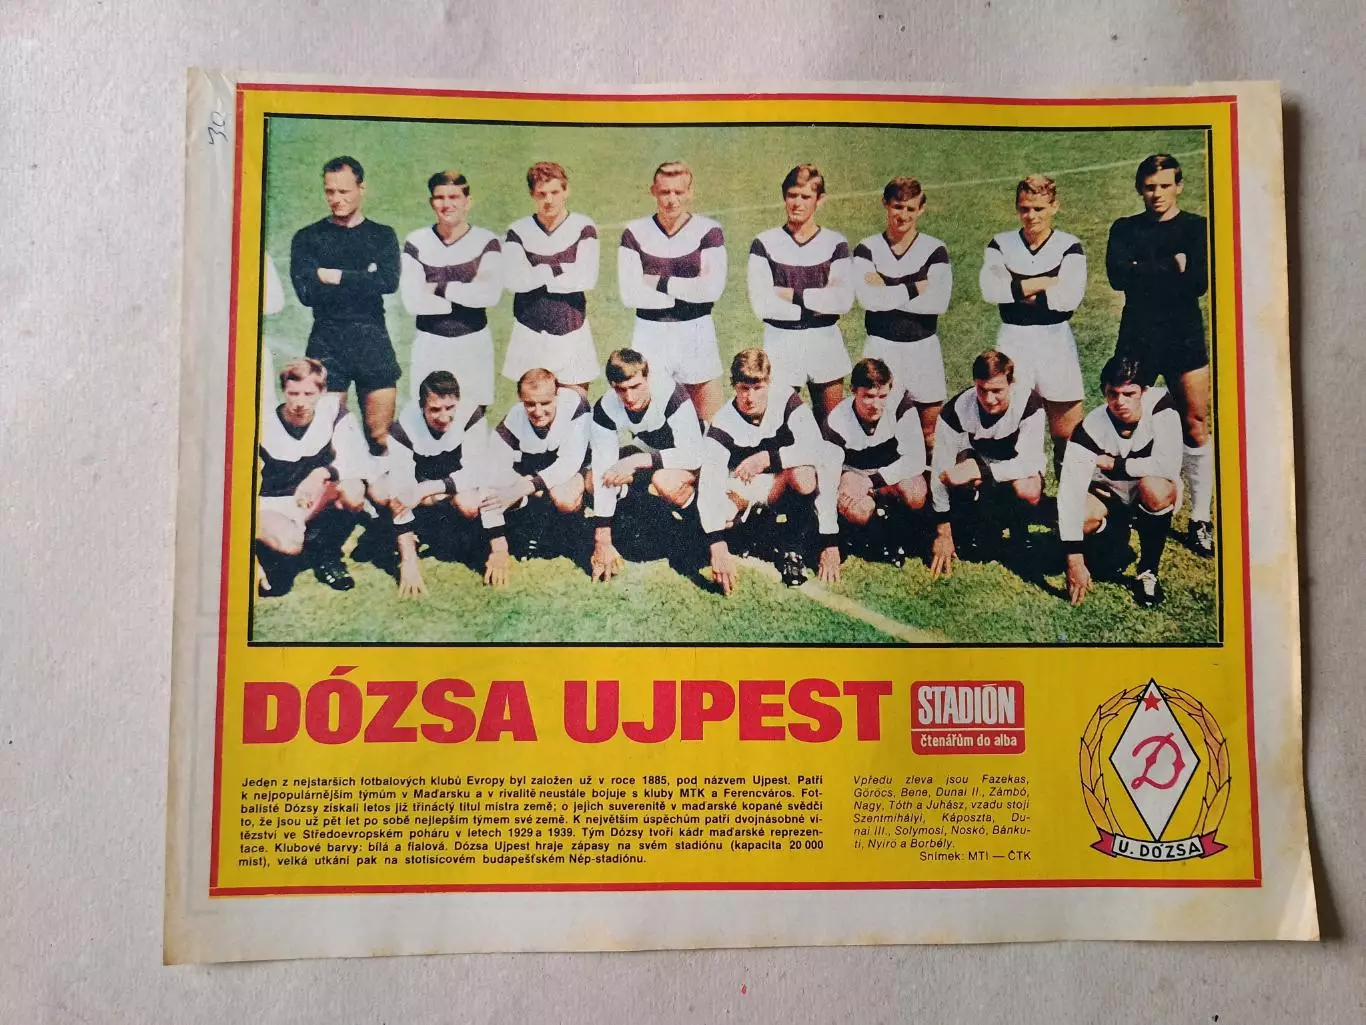 30
DÓZSA UJPEST
STADIÓN
čtenářům do alba
Jeden z nejstarších fotbalových klubů Evropy byl založen už v roce 1885, pod názvem Ujpest. Patří
k nejpopulárnějším týmům v Maďarsku a v rivalitě neustále bojuje s kluby MTK a Ferencváros. Fot-
balisté Dózsy získali letos již třináctý titul mistra země; o jejich suverenitě v maďarské kopané svědčí
to, že jsou už pět let po sobě nejlepším týmem své země. K největším úspěchům patří dvojnásobné ví-
tězství ve Středoevropském poháru v letech 1929 a 1939. Tým Dózsy tvoří kádr maďarské reprezen-
tace. Klubové barvy: bílá a fialová. Dózsa Ujpest hraje zápasy na svém stadiónu (kapacita 20 000
míst), velká utkání pak na stotisícovém budapešťském Nép-stadiónu.
Vpředu zleva jsou Fazekas,
Göröcs, Bene, Dunai II., Zámbó,
Nagy, Tóth a Juhász, vzadu stojí
Szentmihályi, Káposzta, Du-
nai III., Solymosi, Noskó, Bánku-
ti, Nyírö a Borbély.
Snímek: MTI — ČTK
D
U. DÓZSA